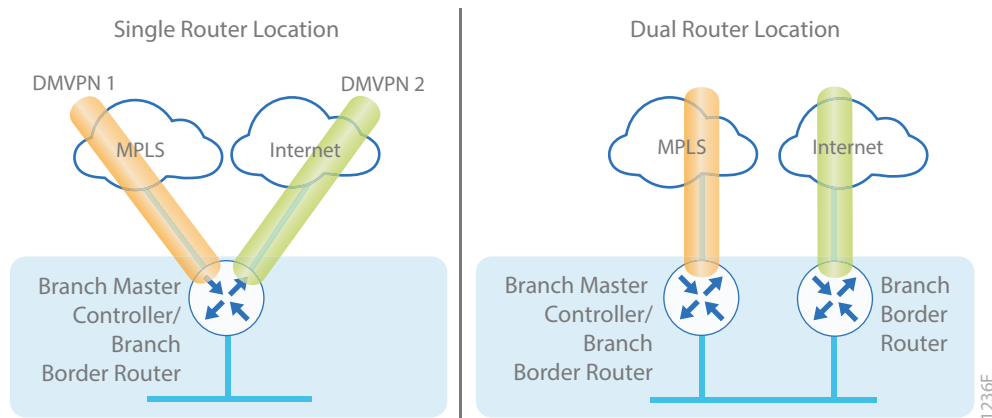 Single Router Location
DMVPN 1
DMVPN 2
MPLS
Internet
Branch Master
Controller/
Branch
Border Router
Dual Router Location
MPLS
Internet
Branch Master
Controller/
Branch
Border Router
Branch
Border
Router
1236F